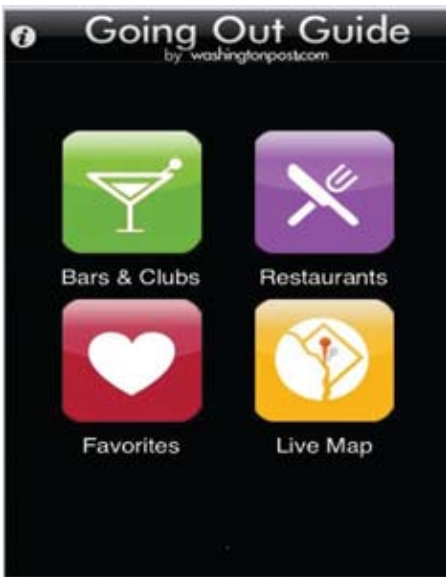 Going Out Guide
by washingtonpost.com
Bars & Clubs
Restaurants
Favorites
Live Map